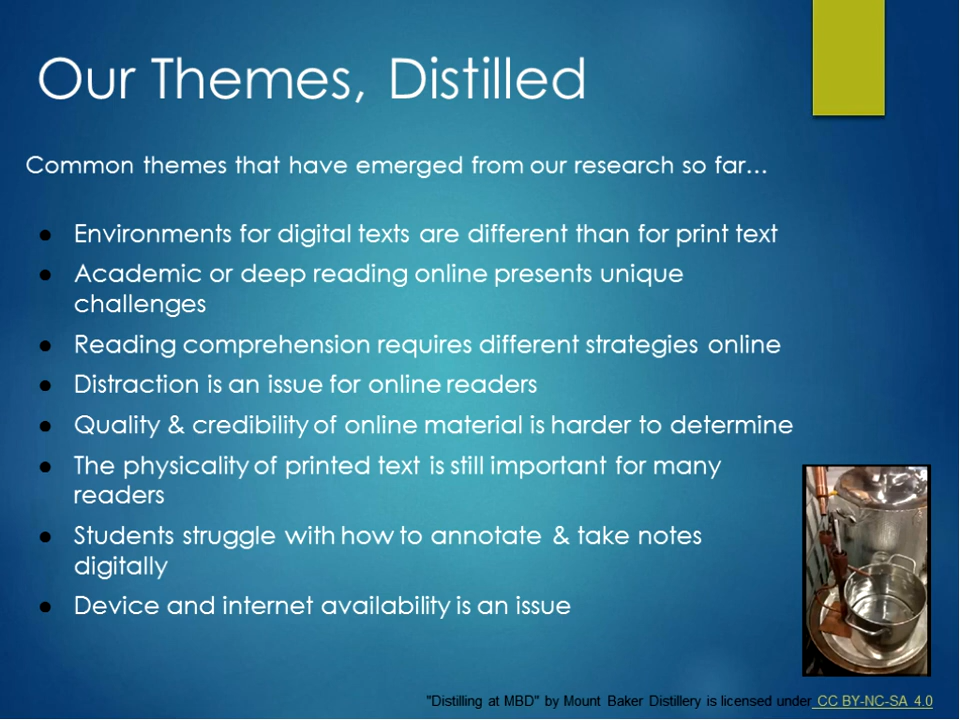 Our Themes, Distilled
Common themes that have emerged from our research so far...
● Environments for digital texts are different than for print text
● Academic or deep reading online presents unique
challenges
● Reading comprehension requires different strategies online
● Distraction is an issue for online readers
● Quality & credibility of online material is harder to determine
● The physicality of printed text is still important for many
readers
● Students struggle with how to annotate & take notes
digitally
● Device and internet availability is an issue
"Distilling at MBD" by Mount Baker Distillery is licensed under CC BY-NC-SA 4.0